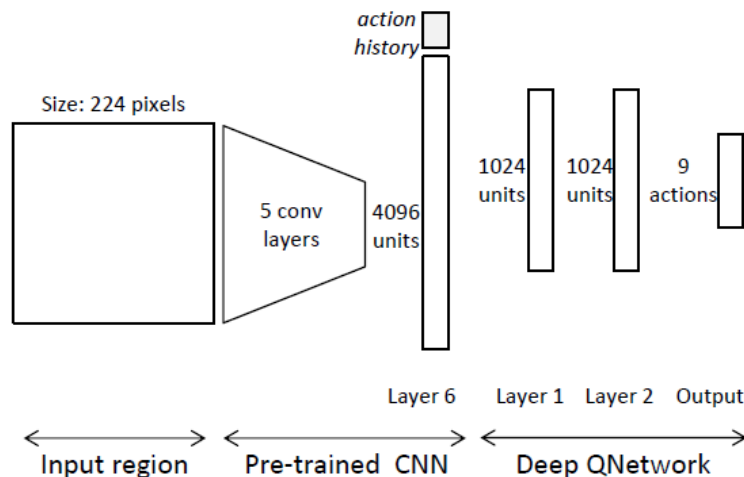 action
history
Size: 224 pixels
5 conv
layers
4096
units
1024
units
1024
units
9
actions
Layer 6
Layer 1
Layer 2
Output
Input region
Pre-trained CNN
Deep QNetwork